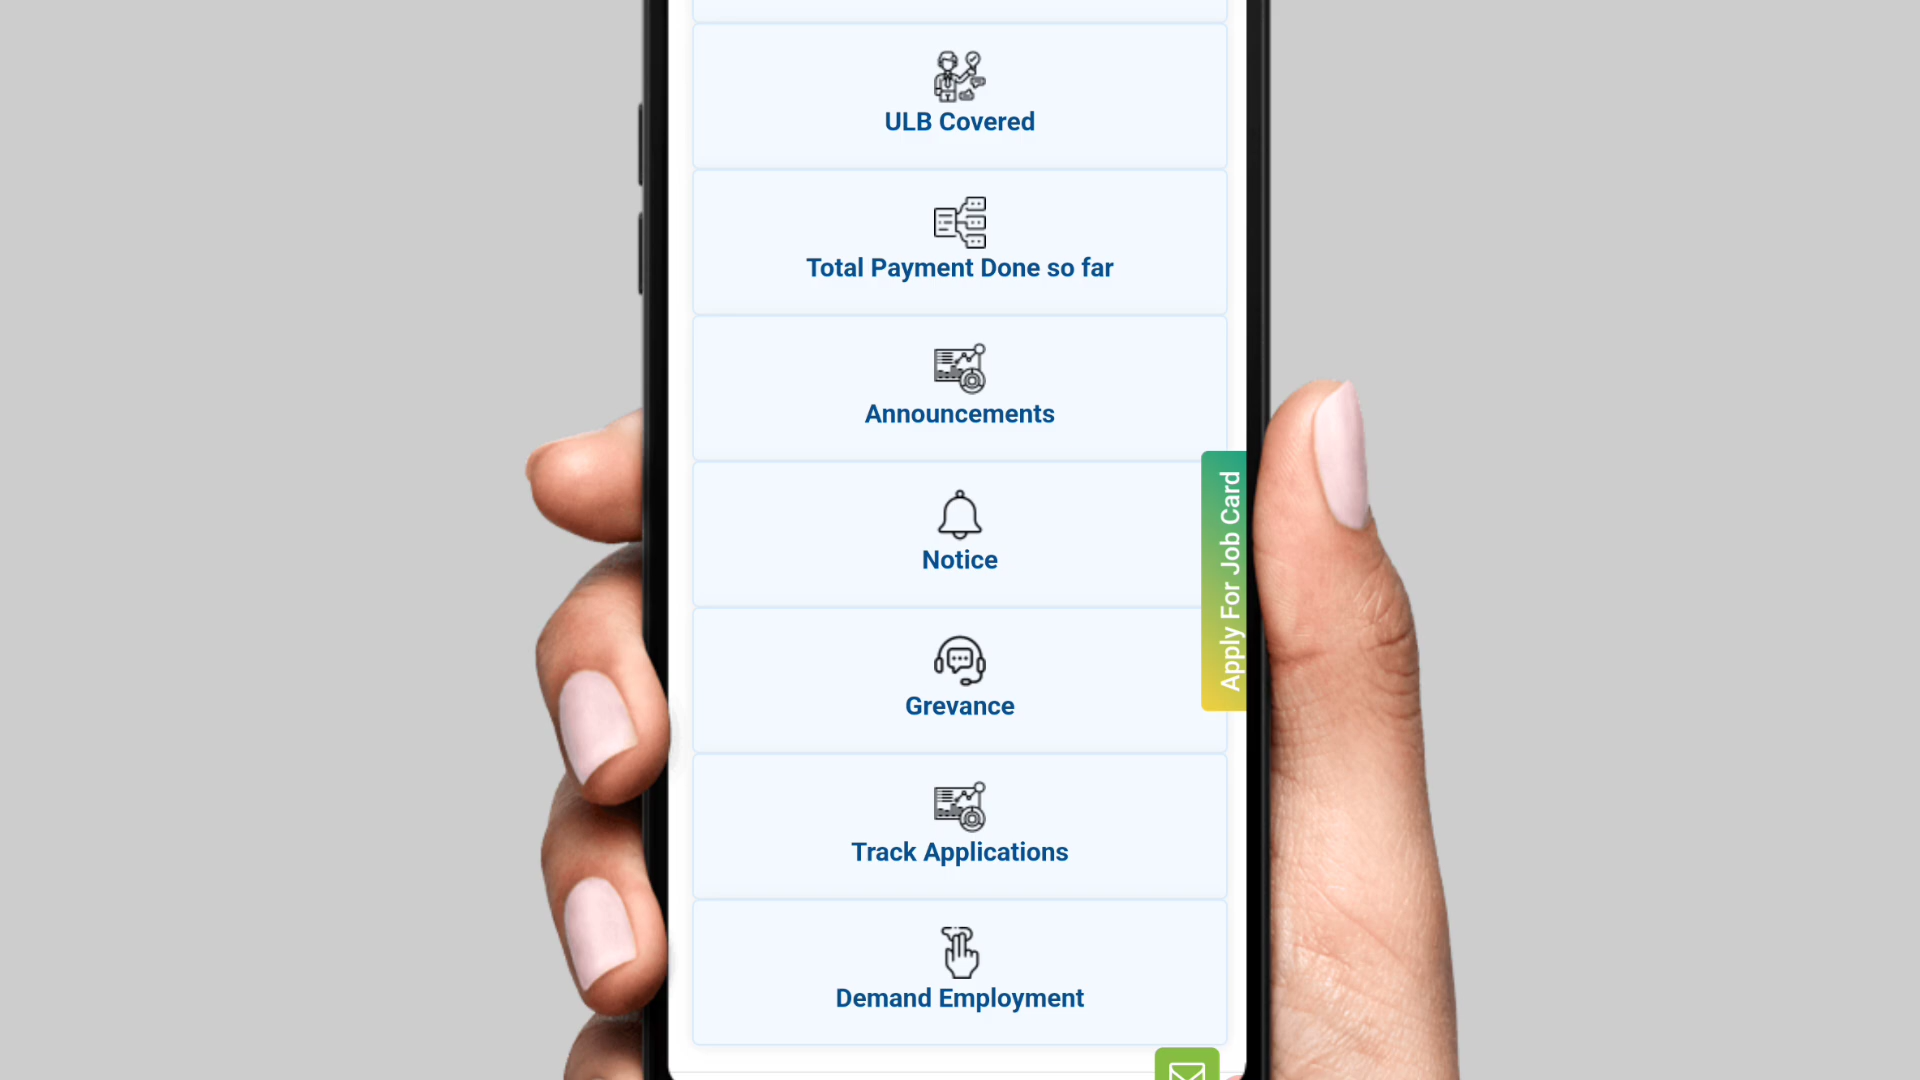 ULB Covered
Total Payment Done so far
Announcements
Notice
Apply For Job Card
Grevance
Track Applications
Demand Employment